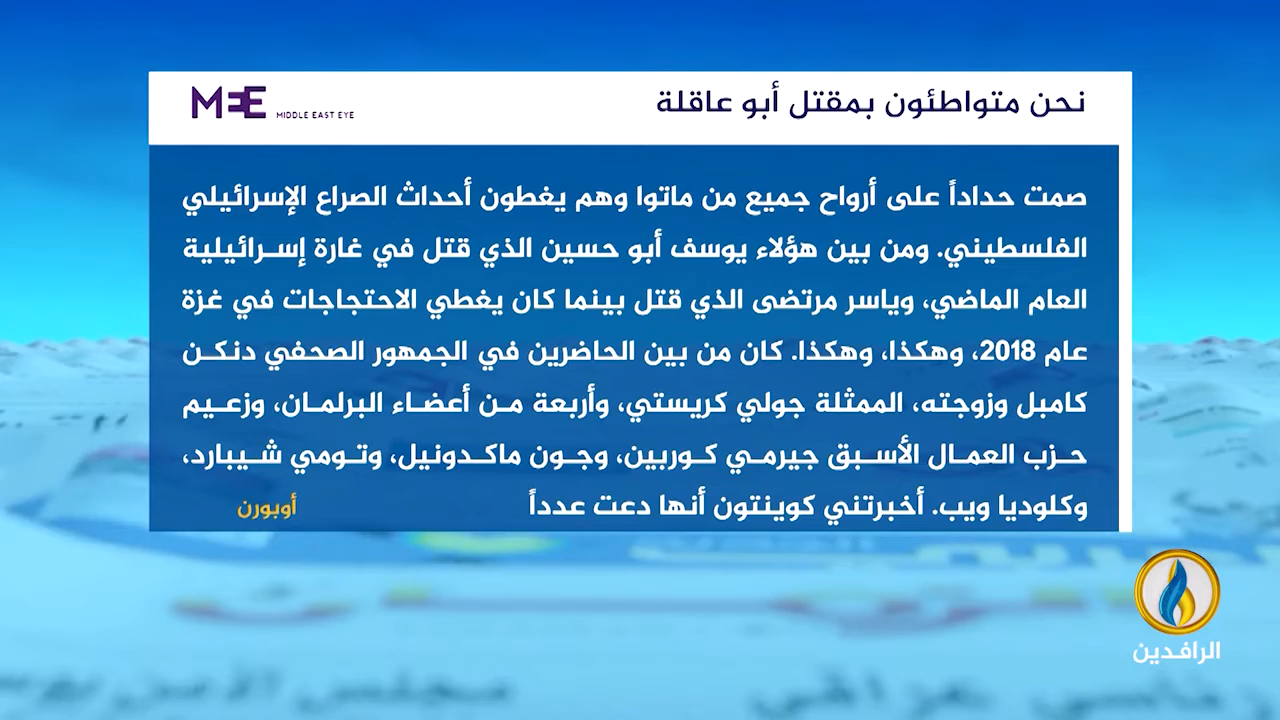 نحن متواطئون بمقتل أبو عاقلة
MEE MIDDLE EAST EYE
صمت حداداً على أرواح جميع من ماتوا وهم يغطون أحداث الصراع الإسرائيلي
الفلسطيني. ومن بين هؤلاء يوسف أبو حسين الذي قتل في غارة إسرائيلية
العام الماضي، وياسر مرتضى الذي قتل بينما كان يغطي الاحتجاجات في غزة
عام 2018، وهكذا، وهكذا. كان من بين الحاضرين في الجمهور الصحفي دنكن
كامبل وزوجته، الممثلة جولي كريستي، وأربعة من أعضاء البرلمان، وزعيم
حزب العمال الأسبق جيرمي كوربين، وجون ماكدونيل، وتومي شيبارد،
وكلوديا ويب. أخبرتني كوينتون أنها دعت عدداً
أوبورن
الرافدين